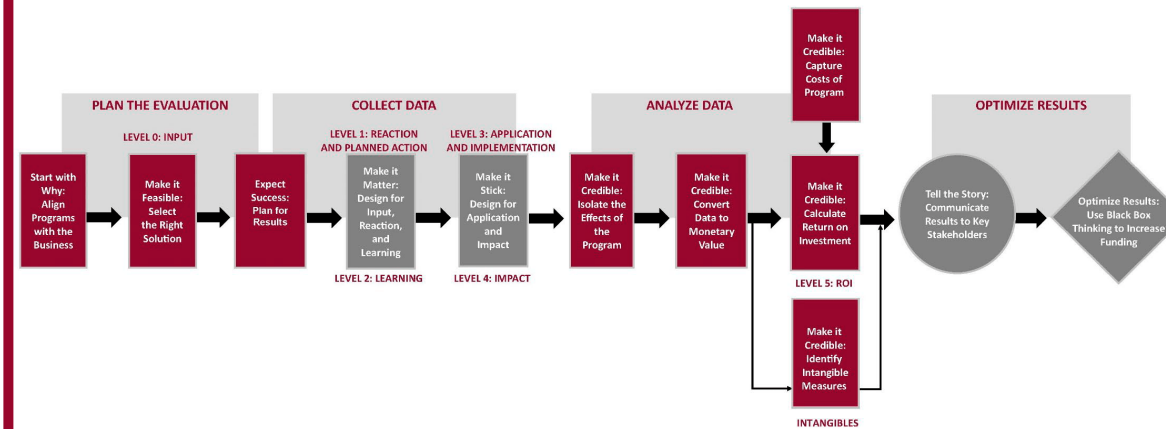 Make it
Credible:
Capture
Costs of
Program
PLAN THE EVALUATION
COLLECT DATA
ANALYZE DATA
OPTIMIZE RESULTS
LEVEL 0: INPUT
LEVEL 1: REACTION
AND PLANNED ACTION
LEVEL 3: APPLICATION
AND IMPLEMENTATION
Start with
Why:
Align
Programs
with the
Business
Make it
Feasible:
Select
the Right
Solution
Expect
Success:
Plan for
Results
Make it
Matter:
Design for
Input,
Reaction,
and
Learning
Make it
Stick:
Design for
Application
and
Impact
Make it
Credible:
Isolate the
Effects of
the
Program
Make it
Credible:
Convert
Data to
Monetary
Value
Make it
Credible:
Calculate
Return on
Investment
Tell the Story:
Communicate
Results to Key
Stakeholders
Optimize Results:
Use Black Box
Thinking to Increase
Funding
LEVEL 2: LEARNING
LEVEL 4: IMPACT
LEVEL 5: ROI
Make it
Credible:
Identify
Intangible
Measures
INTANGIBLES